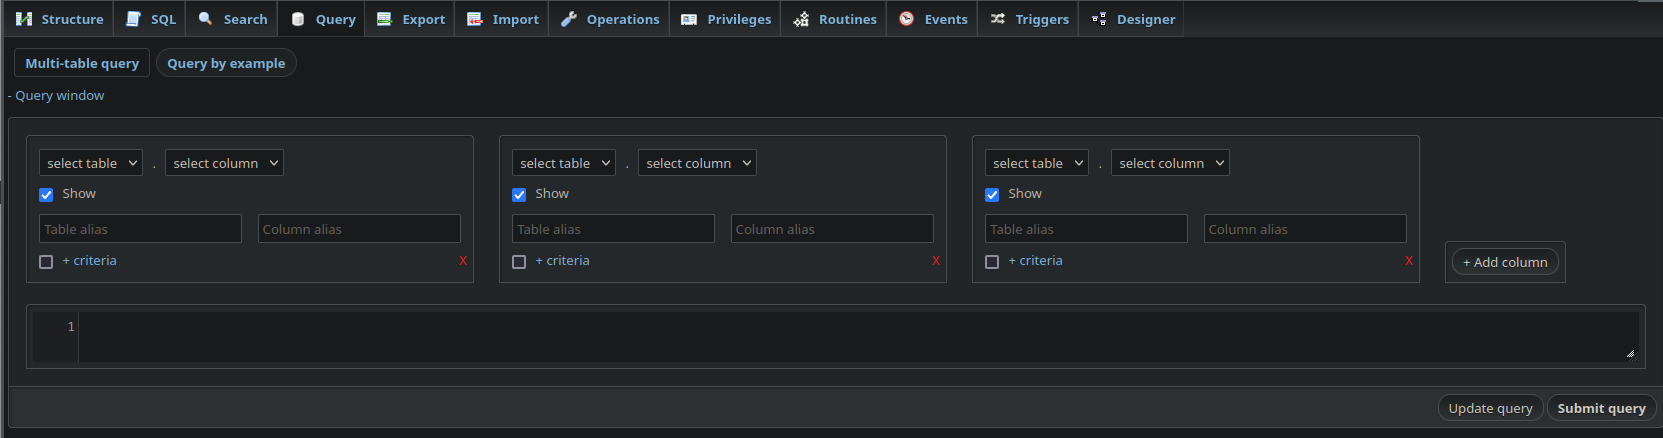 Structure SQL Search Query Export Import Operations Privileges Routines Events Triggers Designer
Multi-table query Query by example
- Query window
select table . select column select table . select column select table . select column
Show Show Show
Table alias Column alias Table alias Column alias Table alias Column alias
+ criteria X + criteria X + criteria X + Add column
1
Update query Submit query